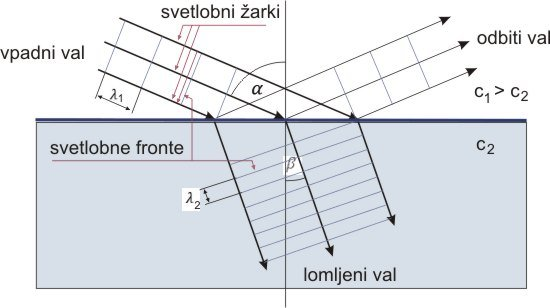 svetlobni žarki
vpadni val
odbiti val
λ₁
α
c₁ > c₂
svetlobne fronte
β
c₂
λ₂
lomljeni val